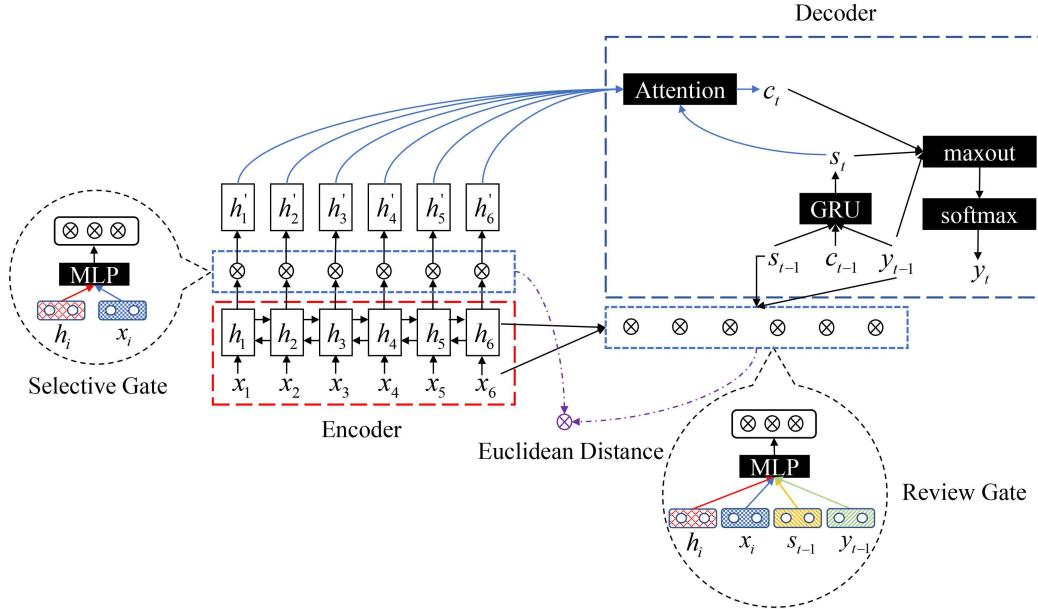 Decoder
Attention
c_t
s_t
maxout
h'_1 h'_2 h'_3 h'_4 h'_5 h'_6
GRU
softmax
MLP
s_{t-1} c_{t-1} y_{t-1}
y_t
h_i x_i
h_1 h_2 h_3 h_4 h_5 h_6
Selective Gate
x_1 x_2 x_3 x_4 x_5 x_6
Encoder
Euclidean Distance
MLP
Review Gate
h_i x_i s_{t-1} y_{t-1}